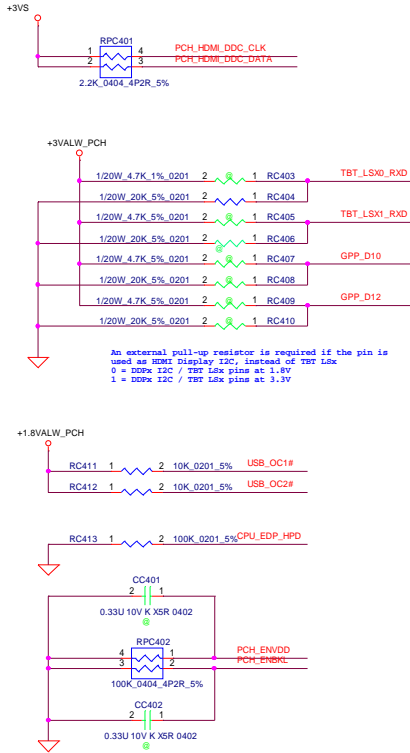 +3VS
RPC401
1 4 PCH_HDMI_DDC_CLK
2 3 PCH_HDMI_DDC_DATA
2.2K_0404_4P2R_5%
+3VALW_PCH
1/20W_4.7K_1%_0201 2 @ 1 RC403 TBT_LSX0_RXD
1/20W_20K_5%_0201 2 1 RC404
1/20W_4.7K_5%_0201 2 @ 1 RC405 TBT_LSX1_RXD
1/20W_20K_5%_0201 2 @ 1 RC406
1/20W_4.7K_5%_0201 2 @ 1 RC407 GPP_D10
1/20W_20K_5%_0201 2 @ 1 RC408
1/20W_4.7K_5%_0201 2 @ 1 RC409 GPP_D12
1/20W_20K_5%_0201 2 @ 1 RC410
An external pull-up resistor is required if the pin is
used as HDMI Display I2C, instead of TBT LSx
0 = DDPx I2C / TBT LSx pins at 1.8V
1 = DDPx I2C / TBT LSx pins at 3.3V
+1.8VALW_PCH
RC411 1 2 10K_0201_5% USB_OC1#
RC412 1 2 10K_0201_5% USB_OC2#
RC413 1 2 100K_0201_5% CPU_EDP_HPD
CC401
2 1
0.33U 10V K X5R 0402
@
RPC402
4 1 PCH_ENVDD
3 2 PCH_ENBKL
100K_0404_4P2R_5%
CC402
2 1
0.33U 10V K X5R 0402
@